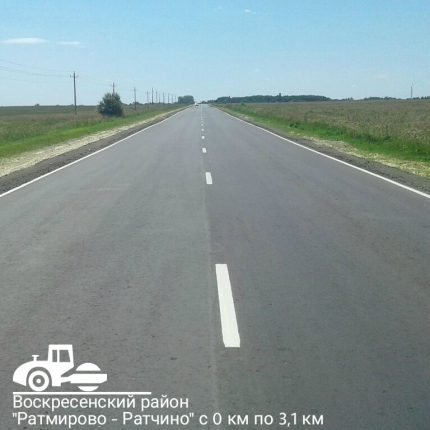 Воскресенский район
"Ратмирово - Ратчино" с 0 км по 3,1 км